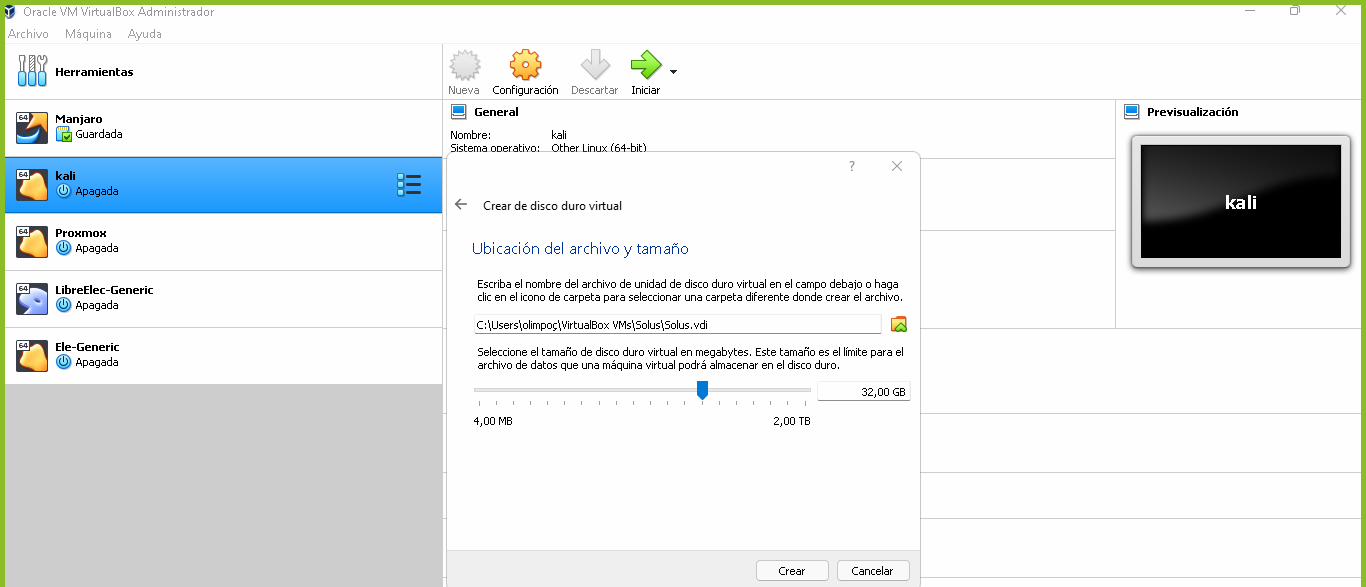 Oracle VM VirtualBox Administrador
Archivo Máquina Ayuda
Herramientas
Nueva Configuración Descartar Iniciar
64 Manjaro
Guardada
64 kali
Apagada
64 Proxmox
Apagada
64 LibreElec-Generic
Apagada
64 Ele-Generic
Apagada
General
Nombre: kali
Sistema operativo: Other Linux (64-bit)
Previsualización
kali
?
Crear de disco duro virtual
Ubicación del archivo y tamaño
Escriba el nombre del archivo de unidad de disco duro virtual en el campo debajo o haga
clic en el icono de carpeta para seleccionar una carpeta diferente donde crear el archivo.
C:\Users\olimpoç\VirtualBox VMs\Solus\Solus.vdi
Seleccione el tamaño de disco duro virtual en megabytes. Este tamaño es el límite para el
archivo de datos que una máquina virtual podrá almacenar en el disco duro.
32,00 GB
4,00 MB 2,00 TB
Crear Cancelar